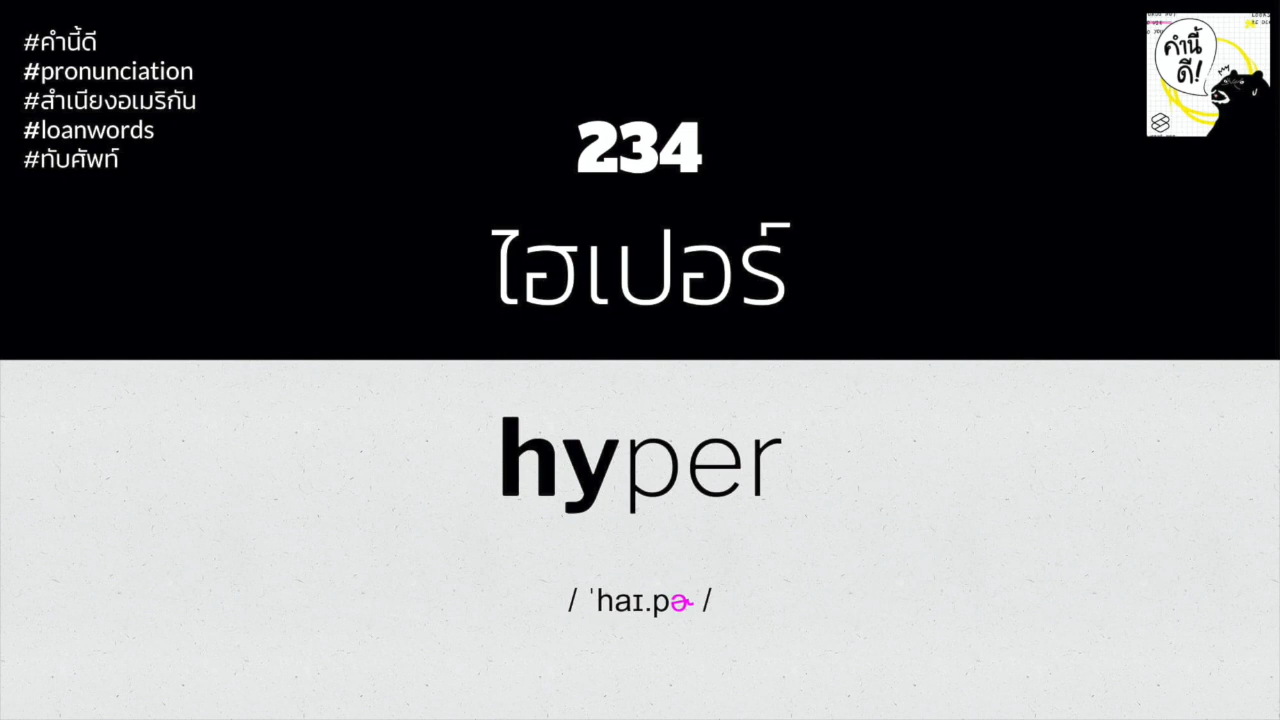 #คำนี้ดี
#pronunciation
#สำเนียงอเมริกัน
#loanwords
#ทับศัพท์
คำนี้
ดี!
234
ไฮเปอร์
hyper
/ ˈhaɪ.pɚ /